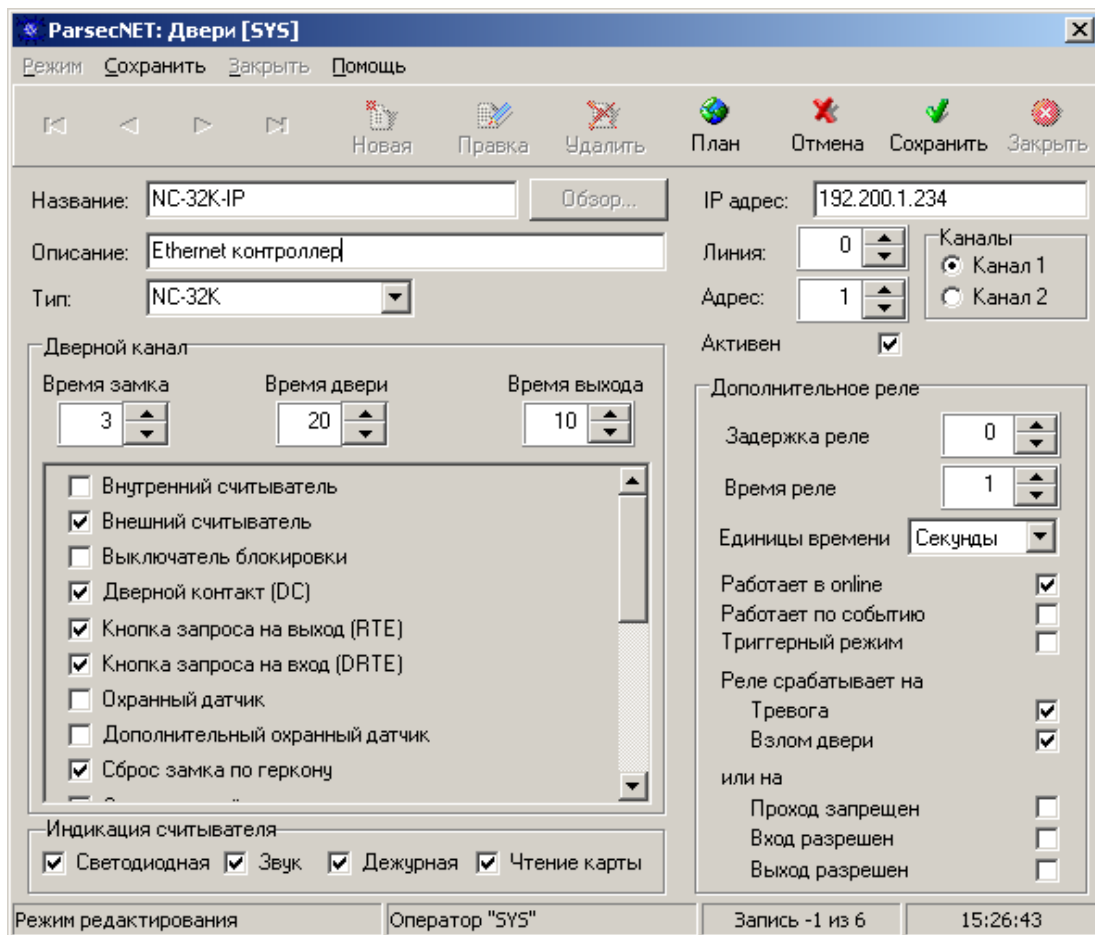 ParsecNET: Двери [SYS]
Режим Сохранить Закрыть Помощь
Новая Правка Удалить План Отмена Сохранить Закрыть
Название: NC-32K-IP Обзор...
Описание: Ethernet контроллер
Тип: NC-32K
IP адрес: 192.200.1.234
Линия: 0
Адрес: 1
Каналы
Канал 1
Канал 2
Активен
Дверной канал
Время замка Время двери Время выхода
3 20 10
Внутренний считыватель
Внешний считыватель
Выключатель блокировки
Дверной контакт (DC)
Кнопка запроса на выход (RTE)
Кнопка запроса на вход (DRTE)
Охранный датчик
Дополнительный охранный датчик
Сброс замка по геркону
Индикация считывателя
Светодиодная Звук Дежурная Чтение карты
Дополнительное реле
Задержка реле 0
Время реле 1
Единицы времени Секунды
Работает в online
Работает по событию
Триггерный режим
Реле срабатывает на
Тревога
Взлом двери
или на
Проход запрещен
Вход разрешен
Выход разрешен
Режим редактирования Оператор "SYS" Запись -1 из 6 15:26:43